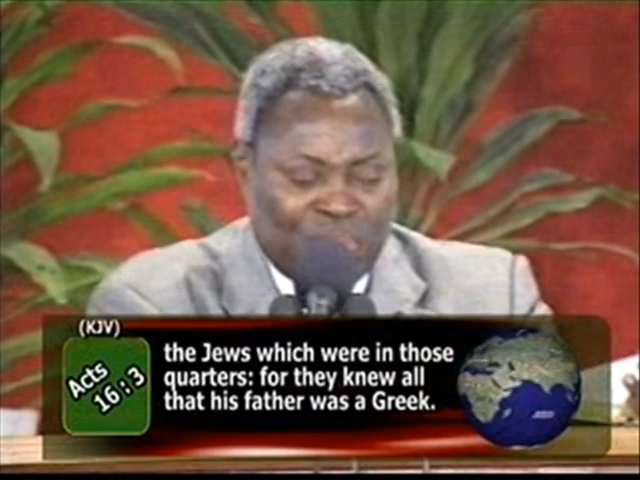 (KJV)
Acts
16:3
the Jews which were in those
quarters: for they knew all
that his father was a Greek.